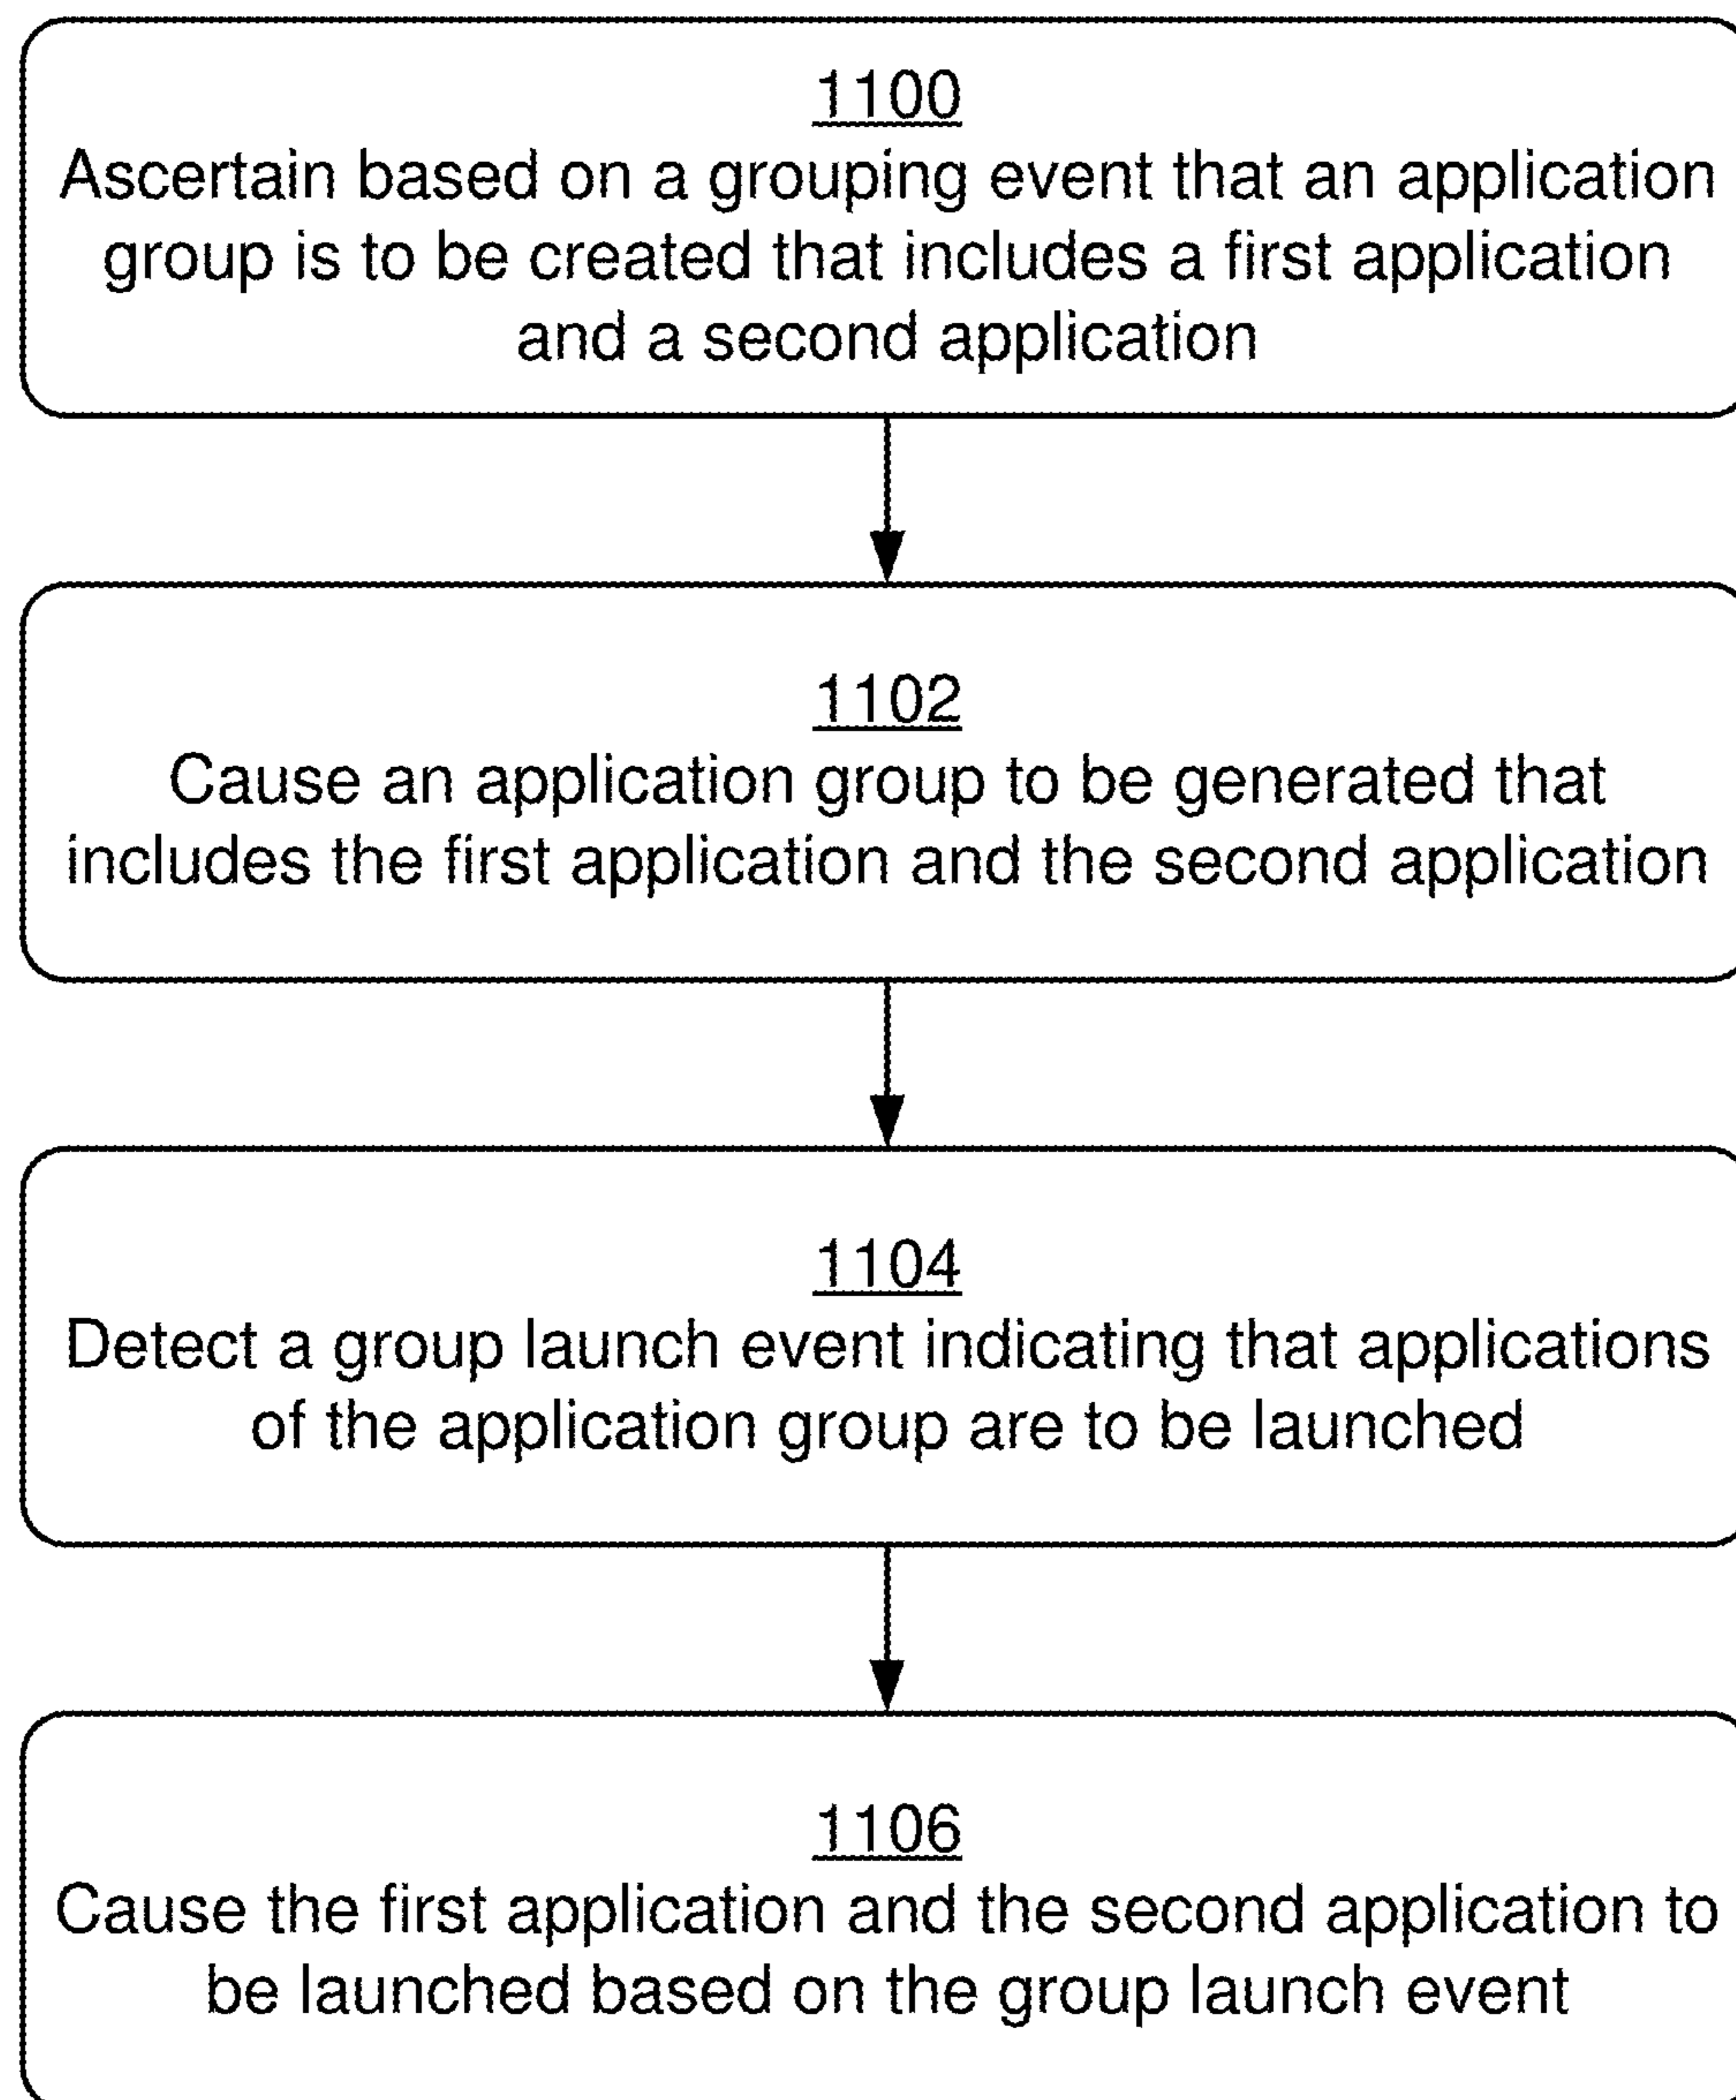 1100
Ascertain based on a grouping event that an application
group is to be created that includes a first application
and a second application
1102
Cause an application group to be generated that
includes the first application and the second application
1104
Detect a group launch event indicating that applications
of the application group are to be launched
1106
Cause the first application and the second application to
be launched based on the group launch event